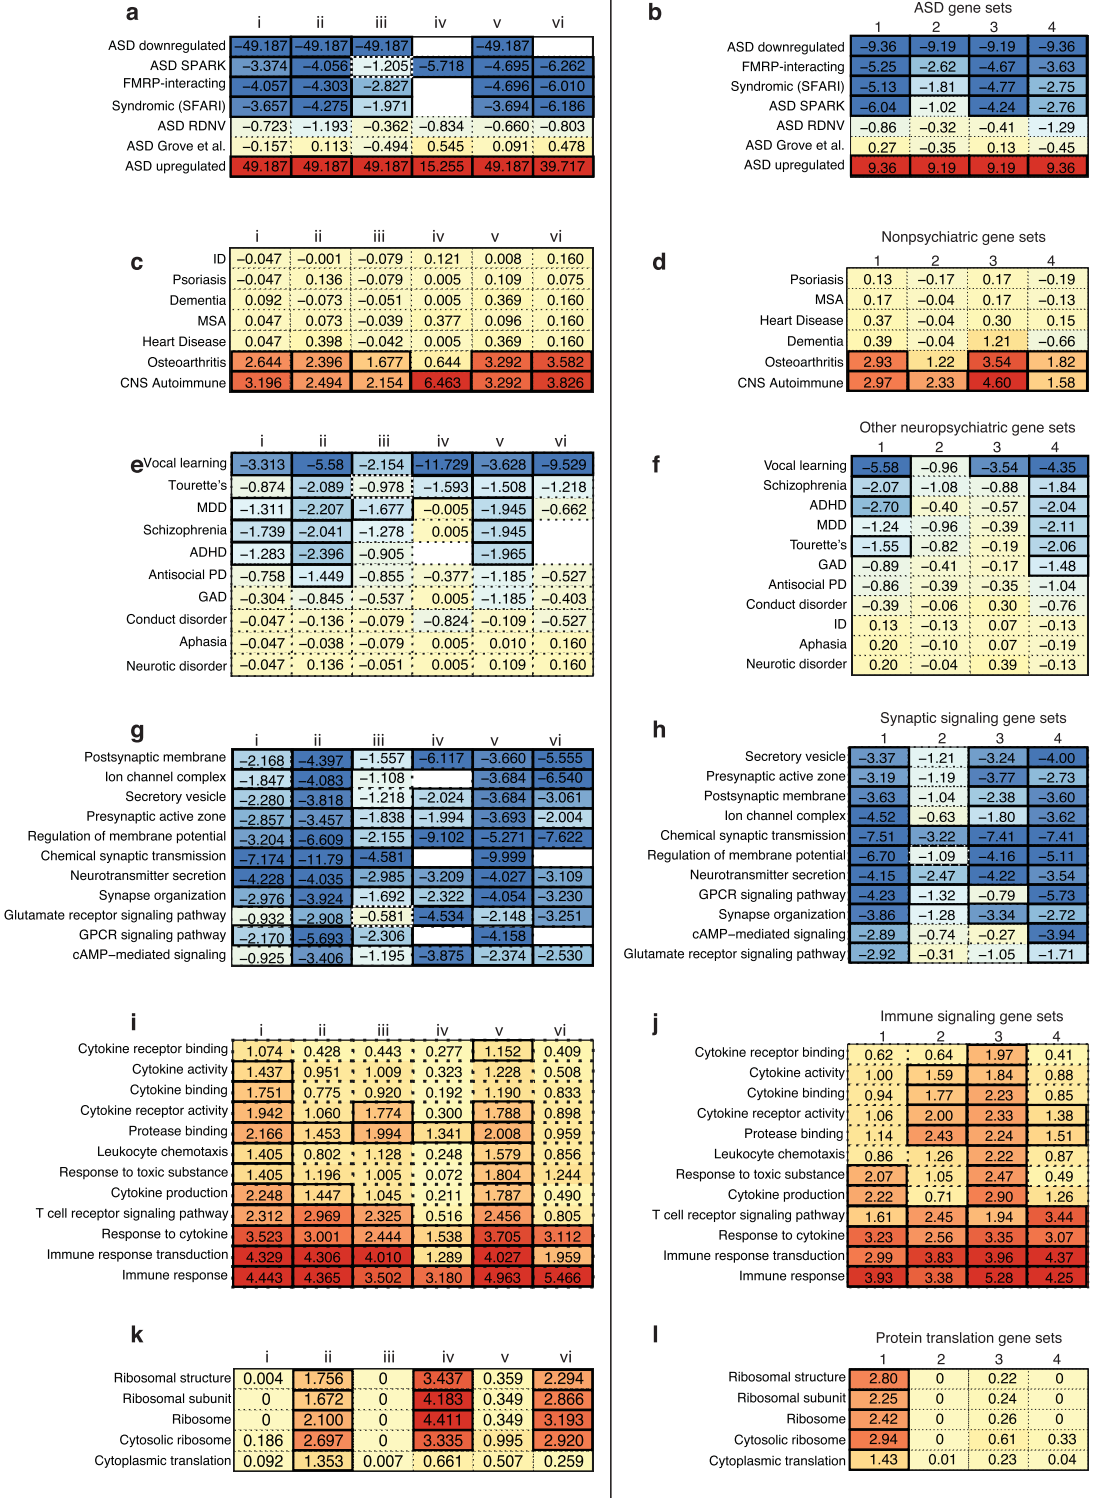 a
i ii iii iv v vi
ASD downregulated −49.187 −49.187 −49.187 −49.187
ASD SPARK −3.374 −4.056 −1.205 −5.718 −4.695 −6.262
FMRP−interacting −4.057 −4.303 −2.827 −4.696 −6.010
Syndromic (SFARI) −3.657 −4.275 −1.971 −3.694 −6.186
ASD RDNV −0.723 −1.193 −0.362 −0.834 −0.660 −0.803
ASD Grove et al. −0.157 0.113 −0.494 0.545 0.091 0.478
ASD upregulated 49.187 49.187 49.187 15.255 49.187 39.717
b
ASD gene sets
1 2 3 4
ASD downregulated −9.36 −9.19 −9.19 −9.36
FMRP−interacting −5.25 −2.62 −4.67 −3.63
Syndromic (SFARI) −5.13 −1.81 −4.77 −2.75
ASD SPARK −6.04 −1.02 −4.24 −2.76
ASD RDNV −0.86 −0.32 −0.41 −1.29
ASD Grove et al. 0.27 −0.35 0.13 −0.45
ASD upregulated 9.36 9.19 9.19 9.36
c
i ii iii iv v vi
ID −0.047 −0.001 −0.079 0.121 0.008 0.160
Psoriasis −0.047 0.136 −0.079 0.005 0.109 0.075
Dementia 0.092 −0.073 −0.051 0.005 0.369 0.160
MSA 0.047 0.073 −0.039 0.377 0.096 0.160
Heart Disease 0.047 0.398 −0.042 0.005 0.369 0.160
Osteoarthritis 2.644 2.396 1.677 0.644 3.292 3.582
CNS Autoimmune 3.196 2.494 2.154 6.463 3.292 3.826
d
Nonpsychiatric gene sets
1 2 3 4
Psoriasis 0.13 −0.17 0.17 −0.19
MSA 0.17 −0.04 0.17 −0.13
Heart Disease 0.37 −0.04 0.30 0.15
Dementia 0.39 −0.04 1.21 −0.66
Osteoarthritis 2.93 1.22 3.54 1.82
CNS Autoimmune 2.97 2.33 4.60 1.58
e
i ii iii iv v vi
Vocal learning −3.313 −5.58 −2.154 −11.729 −3.628 −9.529
Tourette's −0.874 −2.089 −0.978 −1.593 −1.508 −1.218
MDD −1.311 −2.207 −1.677 −0.005 −1.945 −0.662
Schizophrenia −1.739 −2.041 −1.278 0.005 −1.945
ADHD −1.283 −2.396 −0.905 −1.965
Antisocial PD −0.758 −1.449 −0.855 −0.377 −1.185 −0.527
GAD −0.304 −0.845 −0.537 0.005 −1.185 −0.403
Conduct disorder −0.047 −0.136 −0.079 −0.824 −0.109 −0.527
Aphasia −0.047 −0.038 −0.079 0.005 0.010 0.160
Neurotic disorder −0.047 0.136 −0.051 0.005 0.109 0.160
f
Other neuropsychiatric gene sets
1 2 3 4
Vocal learning −5.58 −0.96 −3.54 −4.35
Schizophrenia −2.07 −1.08 −0.88 −1.84
ADHD −2.70 −0.40 −0.57 −2.04
MDD −1.24 −0.96 −0.39 −2.11
Tourette's −1.55 −0.82 −0.19 −2.06
GAD −0.89 −0.41 −0.17 −1.48
Antisocial PD −0.86 −0.39 −0.35 −1.04
Conduct disorder −0.39 −0.06 0.30 −0.76
ID 0.13 −0.13 0.07 −0.13
Aphasia 0.20 −0.10 0.07 −0.19
Neurotic disorder 0.20 −0.04 0.39 −0.13
g
i ii iii iv v vi
Postsynaptic membrane −2.168 −4.397 −1.557 −6.117 −3.660 −5.555
Ion channel complex −1.847 −4.083 −1.108 −3.684 −6.540
Secretory vesicle −2.280 −3.818 −1.218 −2.024 −3.684 −3.061
Presynaptic active zone −2.857 −3.457 −1.838 −1.994 −3.693 −2.004
Regulation of membrane potential −3.204 −6.609 −2.155 −9.102 −5.271 −7.622
Chemical synaptic transmission −7.174 −11.79 −4.581 −9.999
Neurotransmitter secretion −4.228 −4.035 −2.985 −3.209 −4.027 −3.109
Synapse organization −2.976 −3.924 −1.692 −2.322 −4.054 −3.230
Glutamate receptor signaling pathway −0.932 −2.908 −0.581 −4.534 −2.148 −3.251
GPCR signaling pathway −2.170 −5.693 −2.306 −4.158
cAMP−mediated signaling −0.925 −3.406 −1.195 −3.875 −2.374 −2.530
h
Synaptic signaling gene sets
1 2 3 4
Secretory vesicle −3.37 −1.21 −3.24 −4.00
Presynaptic active zone −3.19 −1.19 −3.77 −2.73
Postsynaptic membrane −3.63 −1.04 −2.38 −3.60
Ion channel complex −4.52 −0.63 −1.80 −3.62
Chemical synaptic transmission −7.51 −3.22 −7.41 −7.41
Regulation of membrane potential −6.70 −1.09 −4.16 −5.11
Neurotransmitter secretion −4.15 −2.47 −4.22 −3.54
GPCR signaling pathway −4.23 −1.32 −0.79 −5.73
Synapse organization −3.86 −1.28 −3.34 −2.72
cAMP−mediated signaling −2.89 −0.74 −0.27 −3.94
Glutamate receptor signaling pathway −2.92 −0.31 −1.05 −1.71
i
i ii iii iv v vi
Cytokine receptor binding 1.074 0.428 0.443 0.277 1.152 0.409
Cytokine activity 1.437 0.951 1.009 0.323 1.228 0.508
Cytokine binding 1.751 0.775 0.920 0.192 1.190 0.833
Cytokine receptor activity 1.942 1.060 1.774 0.300 1.788 0.898
Protease binding 2.166 1.453 1.994 1.341 2.008 0.959
Leukocyte chemotaxis 1.405 0.802 1.128 0.248 1.579 0.856
Response to toxic substance 1.405 1.196 1.005 0.072 1.804 1.244
Cytokine production 2.248 1.447 1.045 0.211 1.787 0.490
T cell receptor signaling pathway 2.312 2.969 2.325 0.516 2.456 0.805
Response to cytokine 3.523 3.001 2.444 1.538 3.705 3.112
Immune response transduction 4.329 4.306 4.010 1.289 4.027 1.959
Immune response 4.443 4.365 3.502 3.180 4.963 5.466
j
Immune signaling gene sets
1 2 3 4
Cytokine receptor binding 0.62 0.64 1.97 0.41
Cytokine activity 1.00 1.59 1.84 0.88
Cytokine binding 0.94 1.77 2.23 0.85
Cytokine receptor activity 1.06 2.00 2.33 1.38
Protease binding 1.14 2.43 2.24 1.51
Leukocyte chemotaxis 0.86 1.26 2.22 0.87
Response to toxic substance 2.07 1.05 2.47 0.49
Cytokine production 2.22 0.71 2.90 1.26
T cell receptor signaling pathway 1.61 2.45 1.94 3.44
Response to cytokine 3.23 2.56 3.35 3.07
Immune response transduction 2.99 3.83 3.96 4.37
Immune response 3.93 3.38 5.28 4.25
k
i ii iii iv v vi
Ribosomal structure 0.004 1.756 0 3.437 0.359 2.294
Ribosomal subunit 0 1.672 0 4.183 0.349 2.866
Ribosome 0 2.100 0 4.411 0.349 3.193
Cytosolic ribosome 0.186 2.697 0 3.335 0.995 2.920
Cytoplasmic translation 0.092 1.353 0.007 0.661 0.507 0.259
l
Protein translation gene sets
1 2 3 4
Ribosomal structure 2.80 0 0.22 0
Ribosomal subunit 2.25 0 0.24 0
Ribosome 2.42 0 0.26 0
Cytosolic ribosome 2.94 0 0.61 0.33
Cytoplasmic translation 1.43 0.01 0.23 0.04